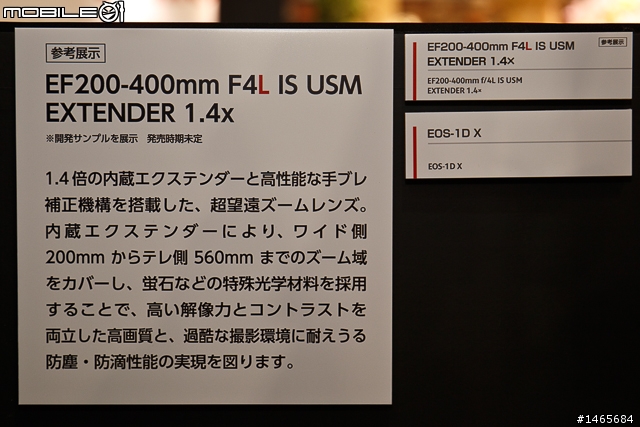 MOBILE01
参考展示
EF200-400mm F4L IS USM
EXTENDER 1.4x
※開発サンプルを展示　発売時期未定
1.4倍の内蔵エクステンダーと高性能な手ブレ
補正機構を搭載した、超望遠ズームレンズ。
内蔵エクステンダーにより、ワイド側
200mm からテレ側 560mm までのズーム域
をカバーし、蛍石などの特殊光学材料を採用
することで、高い解像力とコントラストを
両立した高画質と、過酷な撮影環境に耐えうる
防塵・防滴性能の実現を図ります。
EF200-400mm F4L IS USM
EXTENDER 1.4×
参考展示
EF200-400mm f/4L IS USM
EXTENDER 1.4×
EOS-1D X
EOS-1D X
#1465684